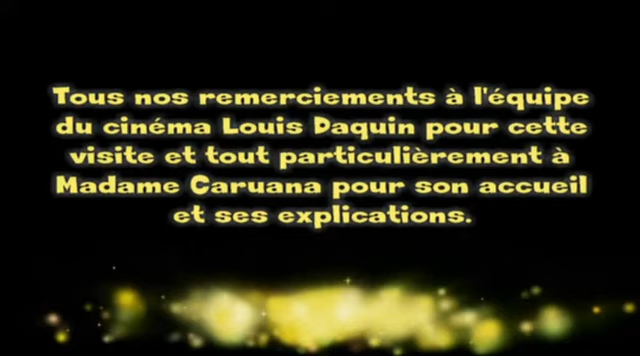 Tous nos remerciements à l'équipe
du cinéma Louis Daquin pour cette
visite et tout particulièrement à
Madame Caruana pour son accueil
et ses explications.